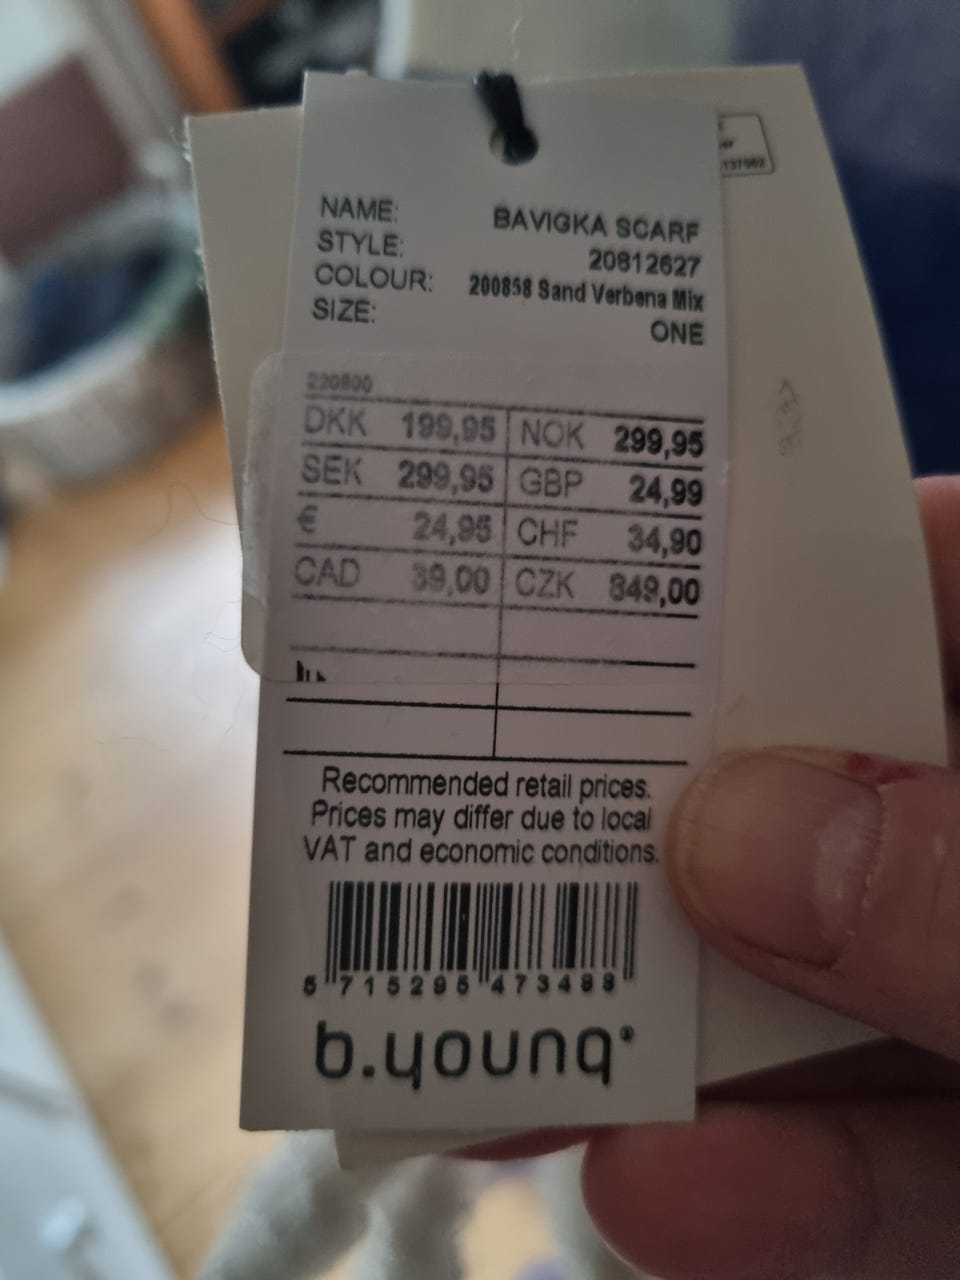 NAME: BAVIGKA SCARF
STYLE: 20812627
COLOUR: 200858 Sand Verbena Mix
SIZE: ONE
220800
DKK 199,95 NOK 299,95
SEK 299,95 GBP 24,99
€ 24,95 CHF 34,90
CAD 39,00 CZK 849,00
Recommended retail prices.
Prices may differ due to local
VAT and economic conditions.
5 715295 473488
b.young®
137982